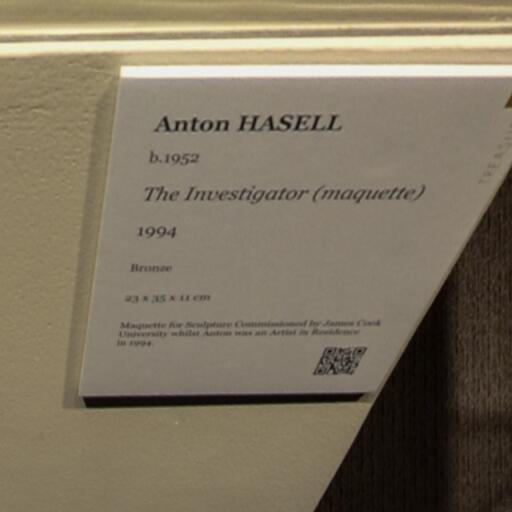 Anton HASELL
b.1952
The Investigator (maquette)
1994
Bronze
23 x 35 x 11 cm
Maquette for Sculpture Commissioned by James Cook
University whilst Anton was an Artist in Residence
in 1994.